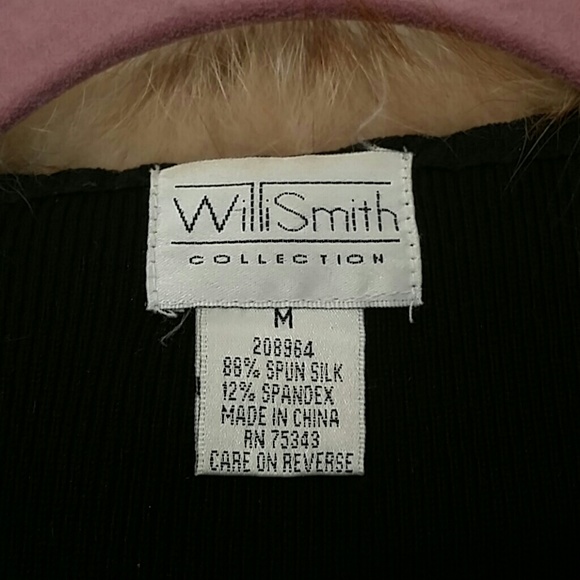 WilliSmith
COLLECTION
M
208964
88% SPUN SILK
12% SPANDEX
MADE IN CHINA
RN 75343
CARE ON REVERSE